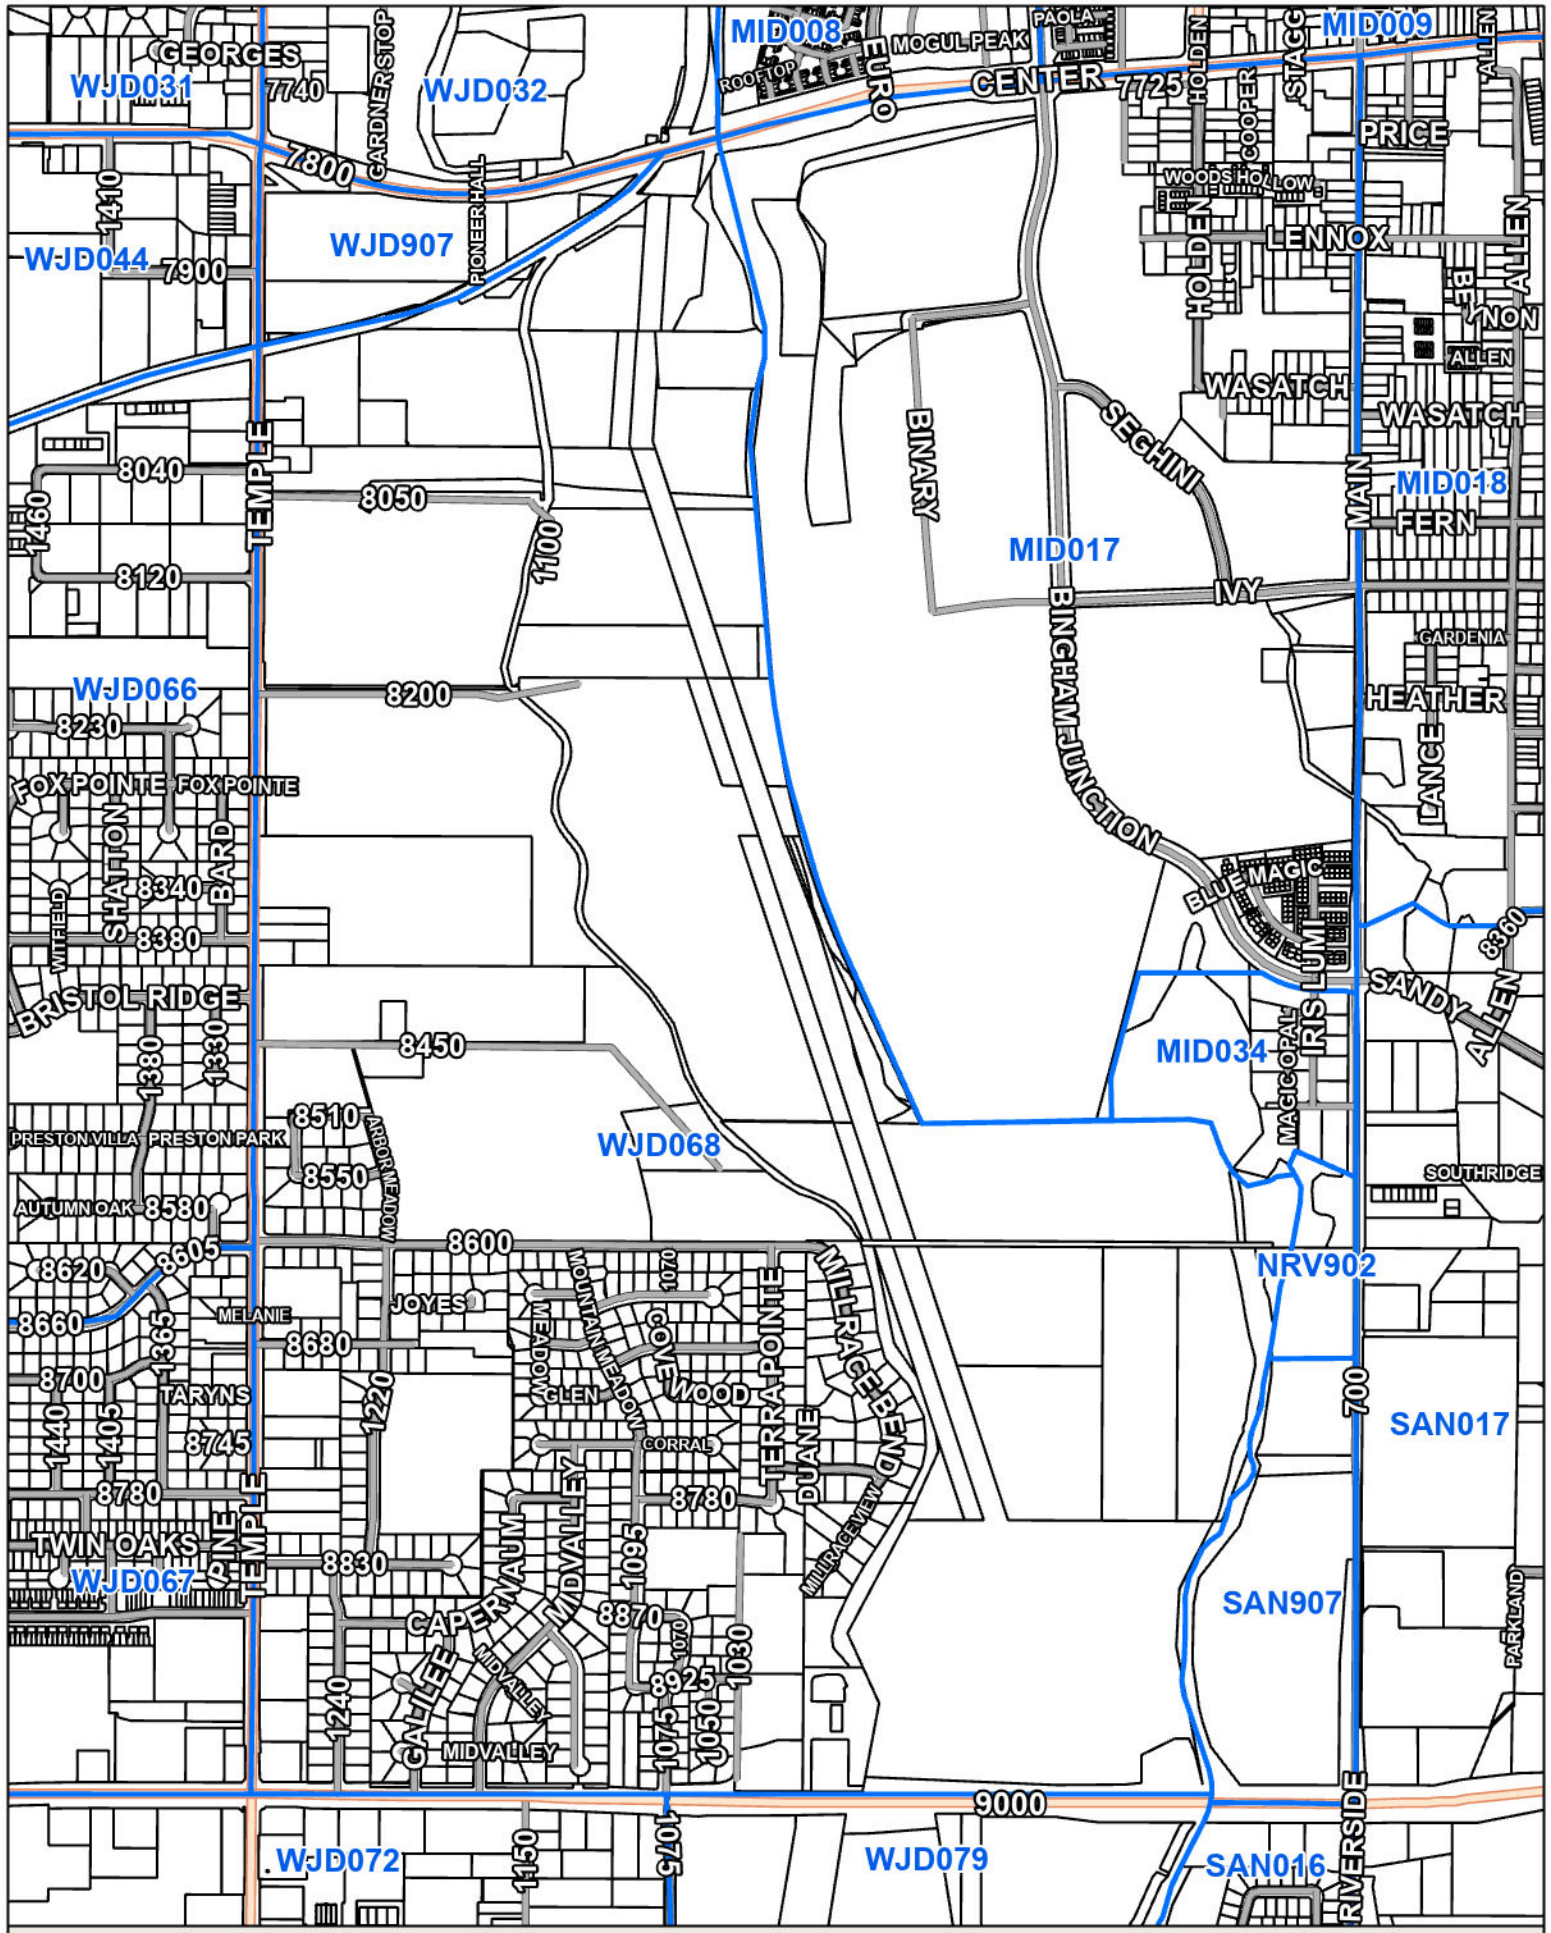 MID008
PAOLA
HOLDEN
STAGG
MID009
ALLEN
GEORGES
WJD031
7740
GARDNERSTOP
WJD032
ROOFTOP
EURO
MOGUL PEAK
CENTER
7725
COOPER
PRICE
7800
1410
PIONEER HALL
WOODS HOLLOW
WJD907
HOLDEN
LENNOX
ALLEN
WJD044
7900
BE
NON
ALLEN
WASATCH
WASATCH
TEMPLE
BINARY
SEGHINI
MAIN
MID018
8040
8050
1460
FERN
1100
MID017
8120
IVY
BINGHAM JUNCTION
GARDENIA
WJD066
8200
HEATHER
8230
LANCE
FOX POINTE
FOX POINTE
SHATTON
BARD
8340
WITFIELD
8380
BLUE MAGIC
LUMI
8360
BRISTOL RIDGE
IRIS
SANDY
ALLEN
1380
1330
8450
MID034
MAGIC OPAL
8510
PRESTON VILLA
PRESTON PARK
ARBOR MEADOW
WJD068
8550
SOUTHRIDGE
AUTUMN OAK
8580
8605
8600
8620
MOUNTAIN MEADOW
1070
TERRA POINTE
MILLRACE BEND
NRV902
8660
1365
MELANIE
JOYES
MEADOW
COVE
WOOD
8680
8700
TARYNS
1220
GLEN
700
1440
1405
8745
CORRAL
DUANE
SAN017
8780
TEMPLE
8780
MILLRACE VIEW
TWIN OAKS
PINE
8830
CAPERNAUM
MIDVALLEY
1095
WJD067
8870
1070
SAN907
PARKLAND
GALILEE
MIDVALLEY
1030
8925
1240
1075
1050
MIDVALLEY
9000
RIVERSIDE
WJD072
1150
1075
WJD079
SAN016